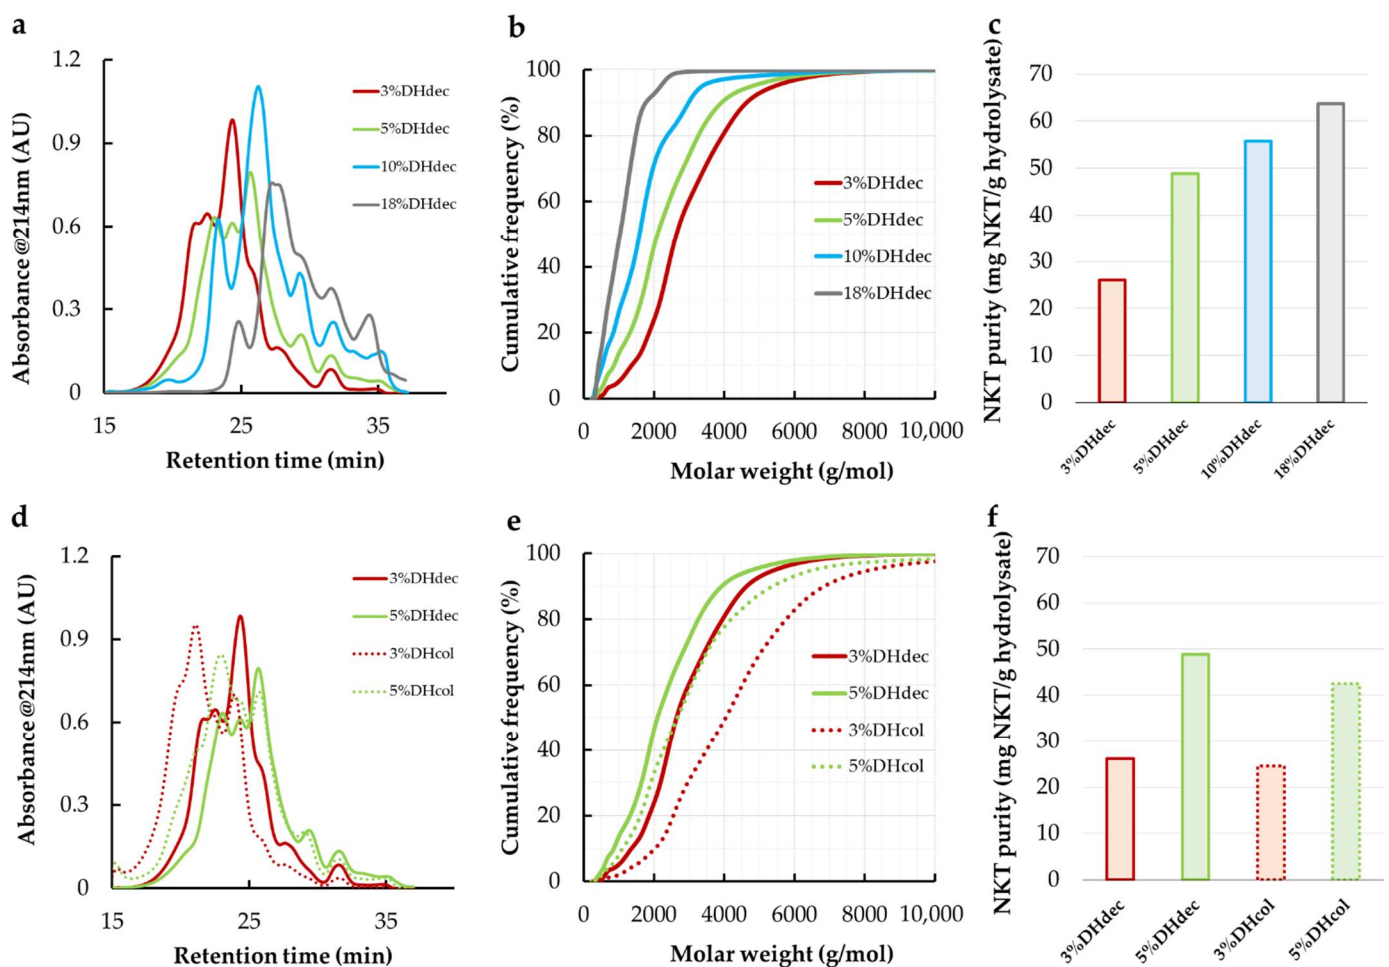 a
1.2
0.9
0.6
0.3
0
15
25
35
Absorbance @214nm (AU)
Retention time (min)
3%DHdec
5%DHdec
10%DHdec
18%DHdec
b
100
80
60
40
20
0
0
2000
4000
6000
8000
10,000
Cumulative frequency (%)
Molar weight (g/mol)
3%DHdec
5%DHdec
10%DHdec
18%DHdec
c
70
60
50
40
30
20
10
0
NKT purity (mg NKT/g hydrolysate)
3%DHdec
5%DHdec
10%DHdec
18%DHdec
d
1.2
0.9
0.6
0.3
0
15
25
35
Absorbance @214nm (AU)
Retention time (min)
3%DHdec
5%DHdec
3%DHcol
5%DHcol
e
100
80
60
40
20
0
0
2000
4000
6000
8000
10,000
Cumulative frequency (%)
Molar weight (g/mol)
3%DHdec
5%DHdec
3%DHcol
5%DHcol
f
70
60
50
40
30
20
10
0
NKT purity (mg NKT/g hydrolysate)
3%DHdec
5%DHdec
3%DHcol
5%DHcol